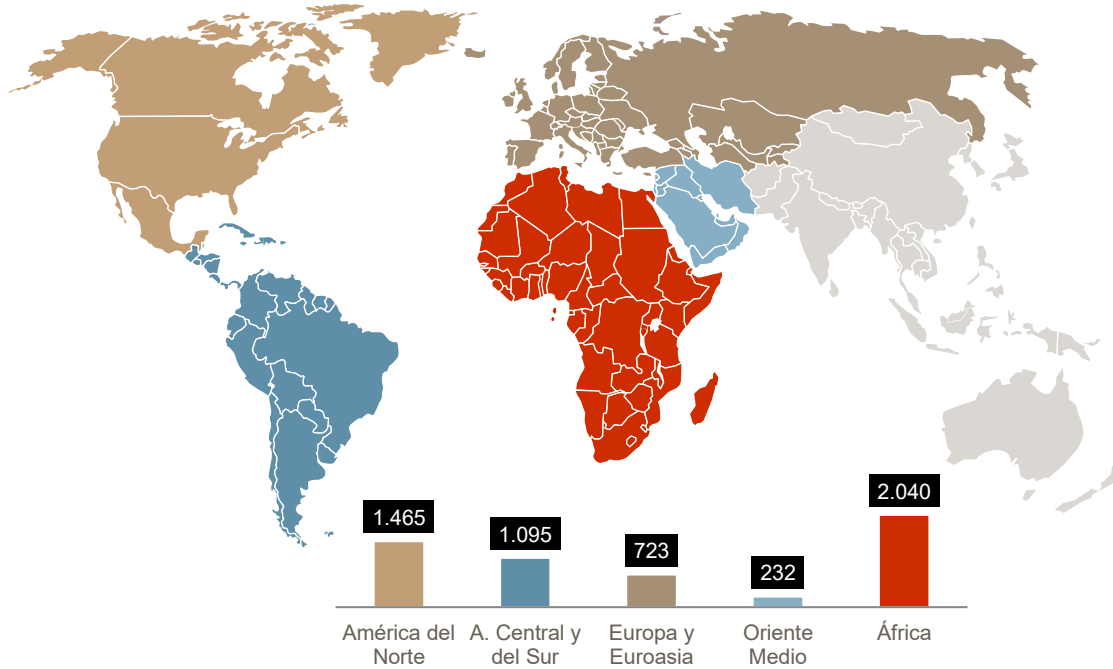 1.465
1.095
723
232
2.040
América del
Norte
A. Central y
del Sur
Europa y
Euroasia
Oriente
Medio
África